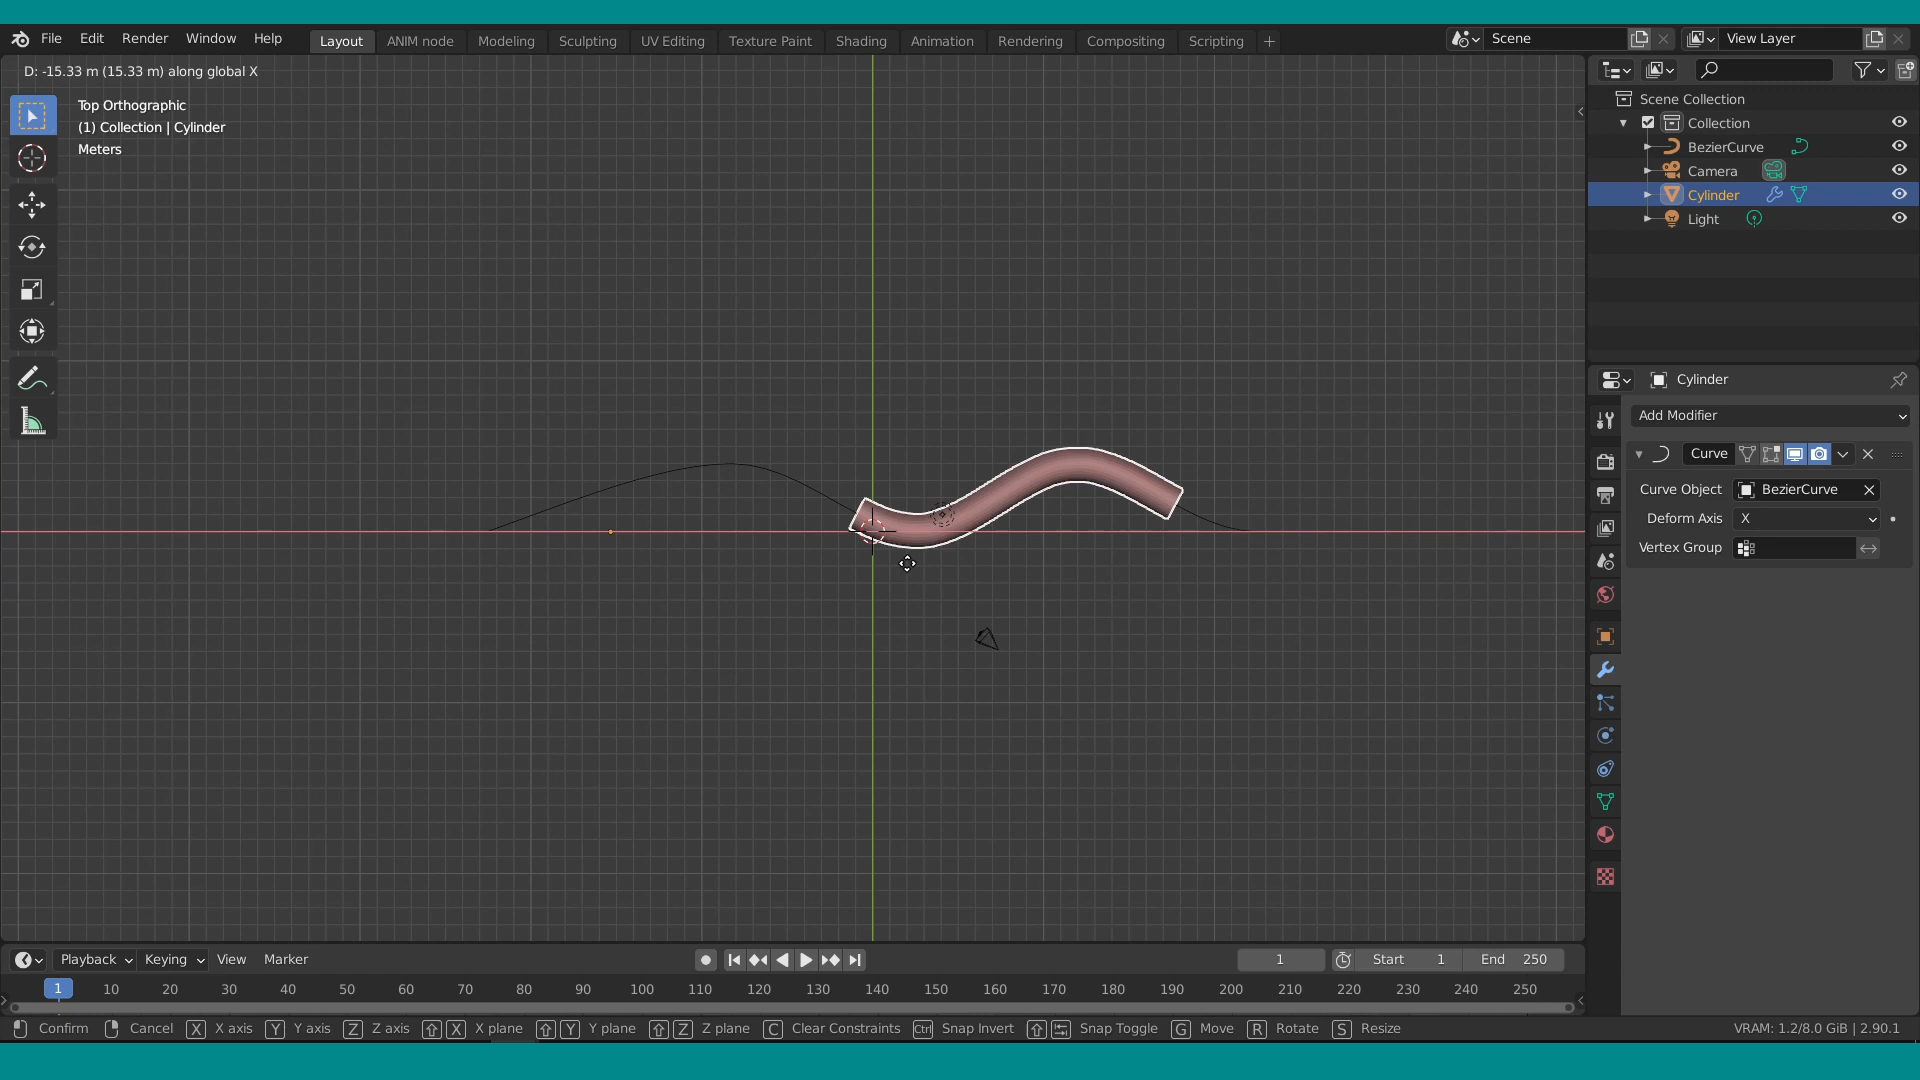 File Edit Render Window Help Layout ANIM node Modeling Sculpting UV Editing Texture Paint Shading Animation Rendering Compositing Scripting + Scene View Layer
D: -15.33 m (15.33 m) along global X
Top Orthographic
(1) Collection | Cylinder
Meters
Scene Collection
Collection
BezierCurve
Camera
Cylinder
Light
Cylinder
Add Modifier
Curve
Curve Object BezierCurve
Deform Axis X
Vertex Group
Playback Keying View Marker 1 Start 1 End 250
1 10 20 30 40 50 60 70 80 90 100 110 120 130 140 150 160 170 180 190 200 210 220 230 240 250
Confirm Cancel X X axis Y Y axis Z Z axis X X plane Y Y plane Z Z plane C Clear Constraints Ctrl Snap Invert Snap Toggle G Move R Rotate S Resize VRAM: 1.2/8.0 GiB | 2.90.1